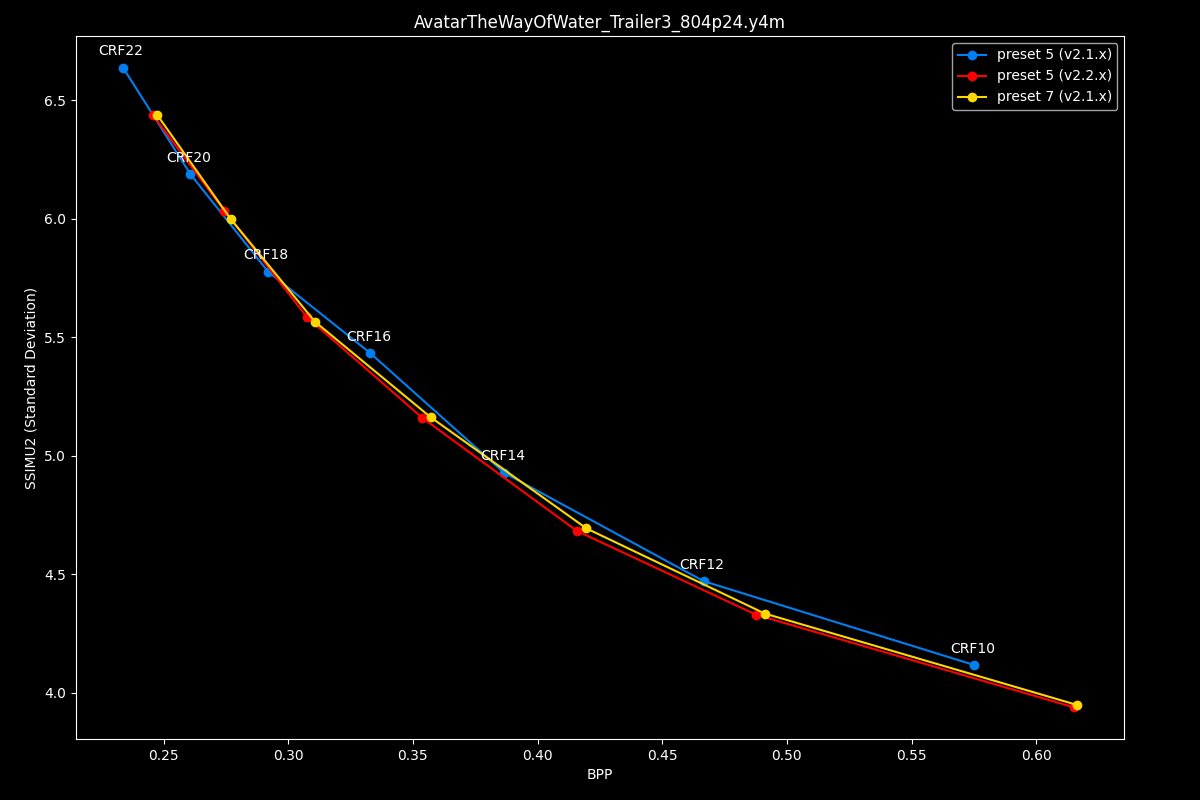 AvatarTheWayOfWater_Trailer3_804p24.y4m
preset 5 (v2.1.x)
preset 5 (v2.2.x)
preset 7 (v2.1.x)
CRF22
CRF20
CRF18
CRF16
CRF14
CRF12
CRF10
SSIMU2 (Standard Deviation)
6.5
6.0
5.5
5.0
4.5
4.0
0.25 0.30 0.35 0.40 0.45 0.50 0.55 0.60
BPP